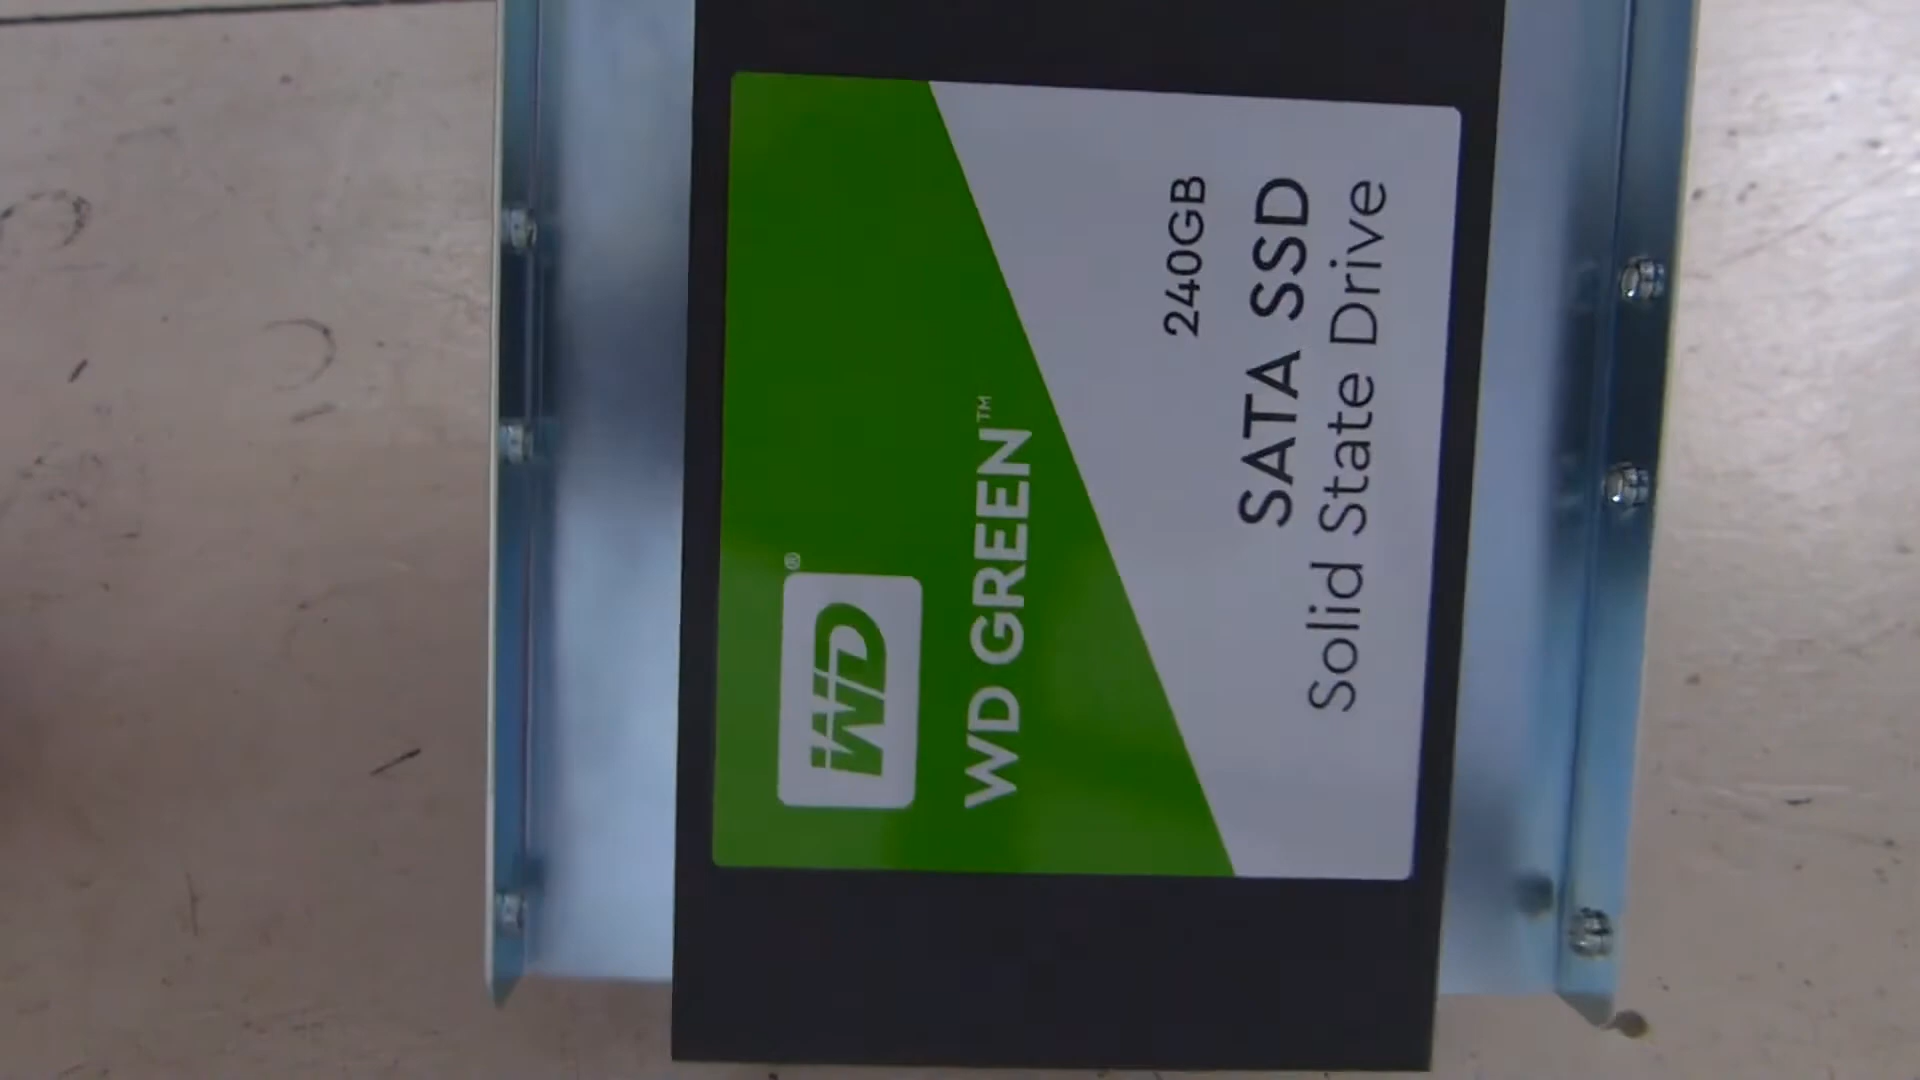 WD®
WD GREEN™
240GB
SATA SSD
Solid State Drive